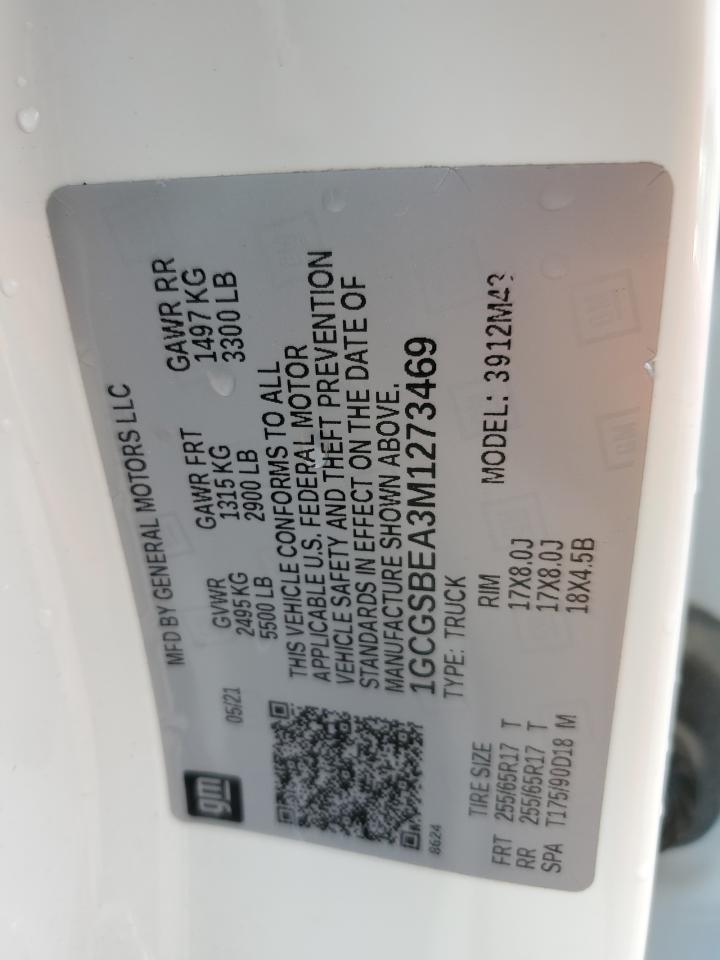 gm
MFD BY GENERAL MOTORS LLC
05/21
GVWR GAWR FRT GAWR RR
2495KG 1315 KG 1497 KG
5500 LB 2900 LB 3300 LB
THIS VEHICLE CONFORMS TO ALL
APPLICABLE U.S. FEDERAL MOTOR
VEHICLE SAFETY AND THEFT PREVENTION
STANDARDS IN EFFECT ON THE DATE OF
MANUFACTURE SHOWN ABOVE.
1GCGSBEA3M1273469
8624
TYPE: TRUCK
MODEL:
TIRE SIZE RIM
FRT 255/65R17 T 17X8.0J
RR 255/65R17 T 17X8.0J
SPA T175/90D18 M 18X4.5B